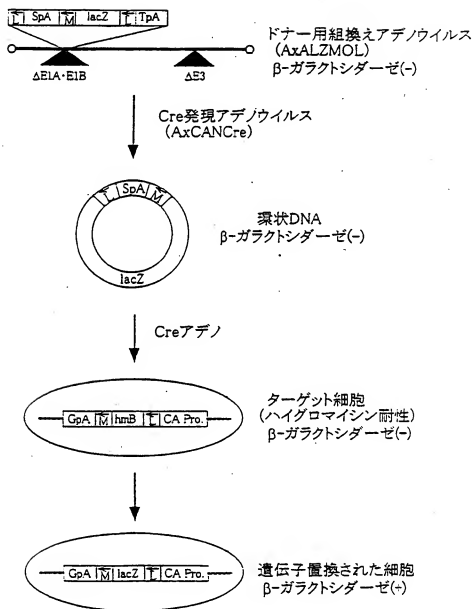 L SpA M lacZ L TpA
ドナー用組換えアデノウイルス
(AxALZMOL)
β-ガラクトシダーゼ(-)
ΔE1A・E1B
ΔE3
Cre発現アデノウイルス
(AxCANCre)
L SpA M
環状DNA
β-ガラクトシダーゼ(-)
lacZ
Creアデノ
ターゲット細胞
(ハイグロマイシン耐性)
β-ガラクトシダーゼ(-)
GpA M hmB L CA Pro.
GpA M lacZ L CA Pro.
遺伝子置換された細胞
β-ガラクトシダーゼ(+)